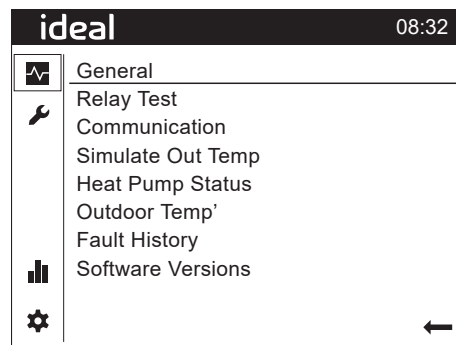 ideal 08:32
General
Relay Test
Communication
Simulate Out Temp
Heat Pump Status
Outdoor Temp’
Fault History
Software Versions